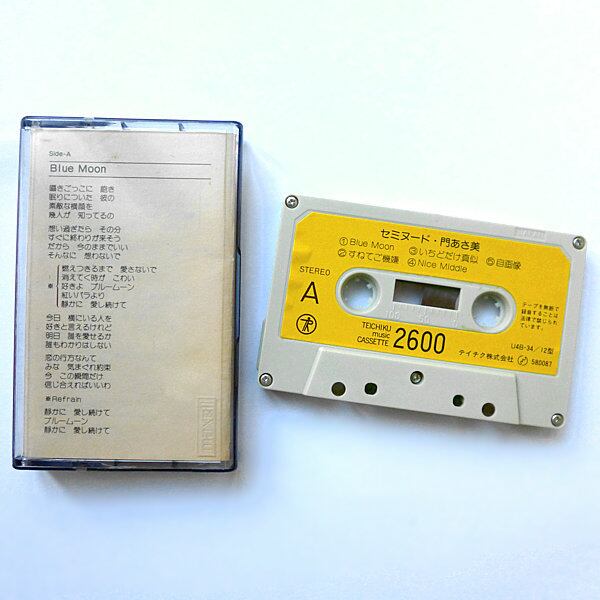 Side-A
Blue Moon
囁きごっこに 飽き
眠りについた 彼の
素敵な横顔を
幾人が 知ってるの
想い過ぎたら その分
すぐに終わりが来そう
だから 今のままでいい
そんなに 想わないで
燃えつきるまで 愛さないで
消えてく時が こわい
※ 好きよ ブルームーン
紅いバラより
静かに 愛し続けて
今日 横にいる人を
好きと言えるけれど
明日 誰を愛せるか
誰もわかりはしない
恋の行方なんて
みな 気まぐれ約束
今 この瞬間だけ
信じ合えればいいわ
※Refrain
静かに 愛し続けて
ブルームーン
静かに 愛し続けて
maxell
セミヌード・門あさ美
①Blue Moon ③いちどだけ真似 ⑤自画像
②すねてご機嫌 ④Nice Middle
STEREO
A
100 50 0
テープを無断で
録音することは
法律で禁じられ
ています。
TEICHIKU
music
CASSETTE
2600
U4B-34/12型
テイチク株式会社 580087